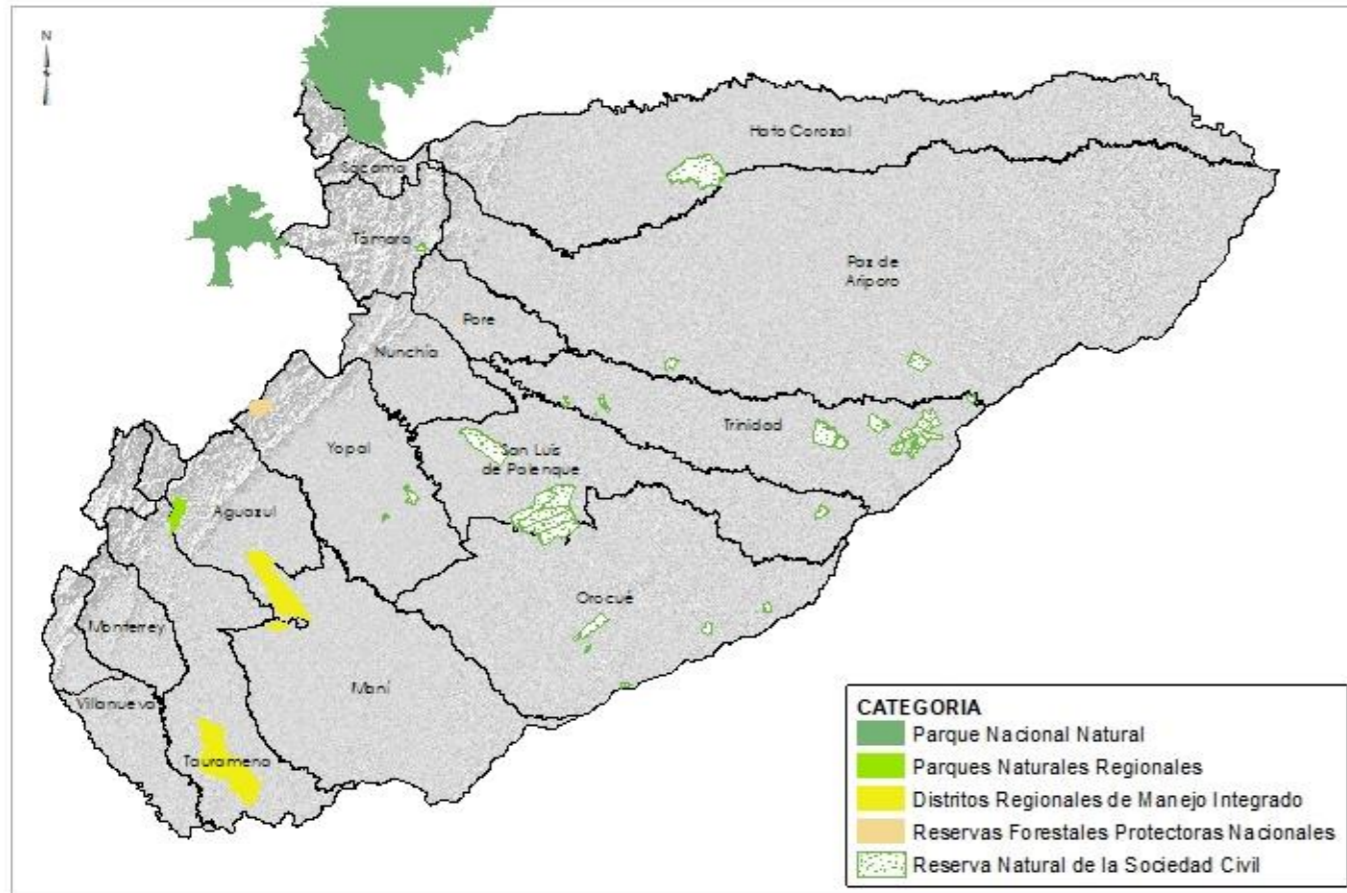 N
Hato Corozal
Sácama
Támara
Paz de
Ariporo
Pore
Nunchía
Trinidad
Yopal
San Luis
de Palenque
Aguazul
Orocué
Monterrey
Maní
Villanueva
Tauramena
CATEGORIA
Parque Nacional Natural
Parques Naturales Regionales
Distritos Regionales de Manejo Integrado
Reservas Forestales Protectoras Nacionales
Reserva Natural de la Sociedad Civil